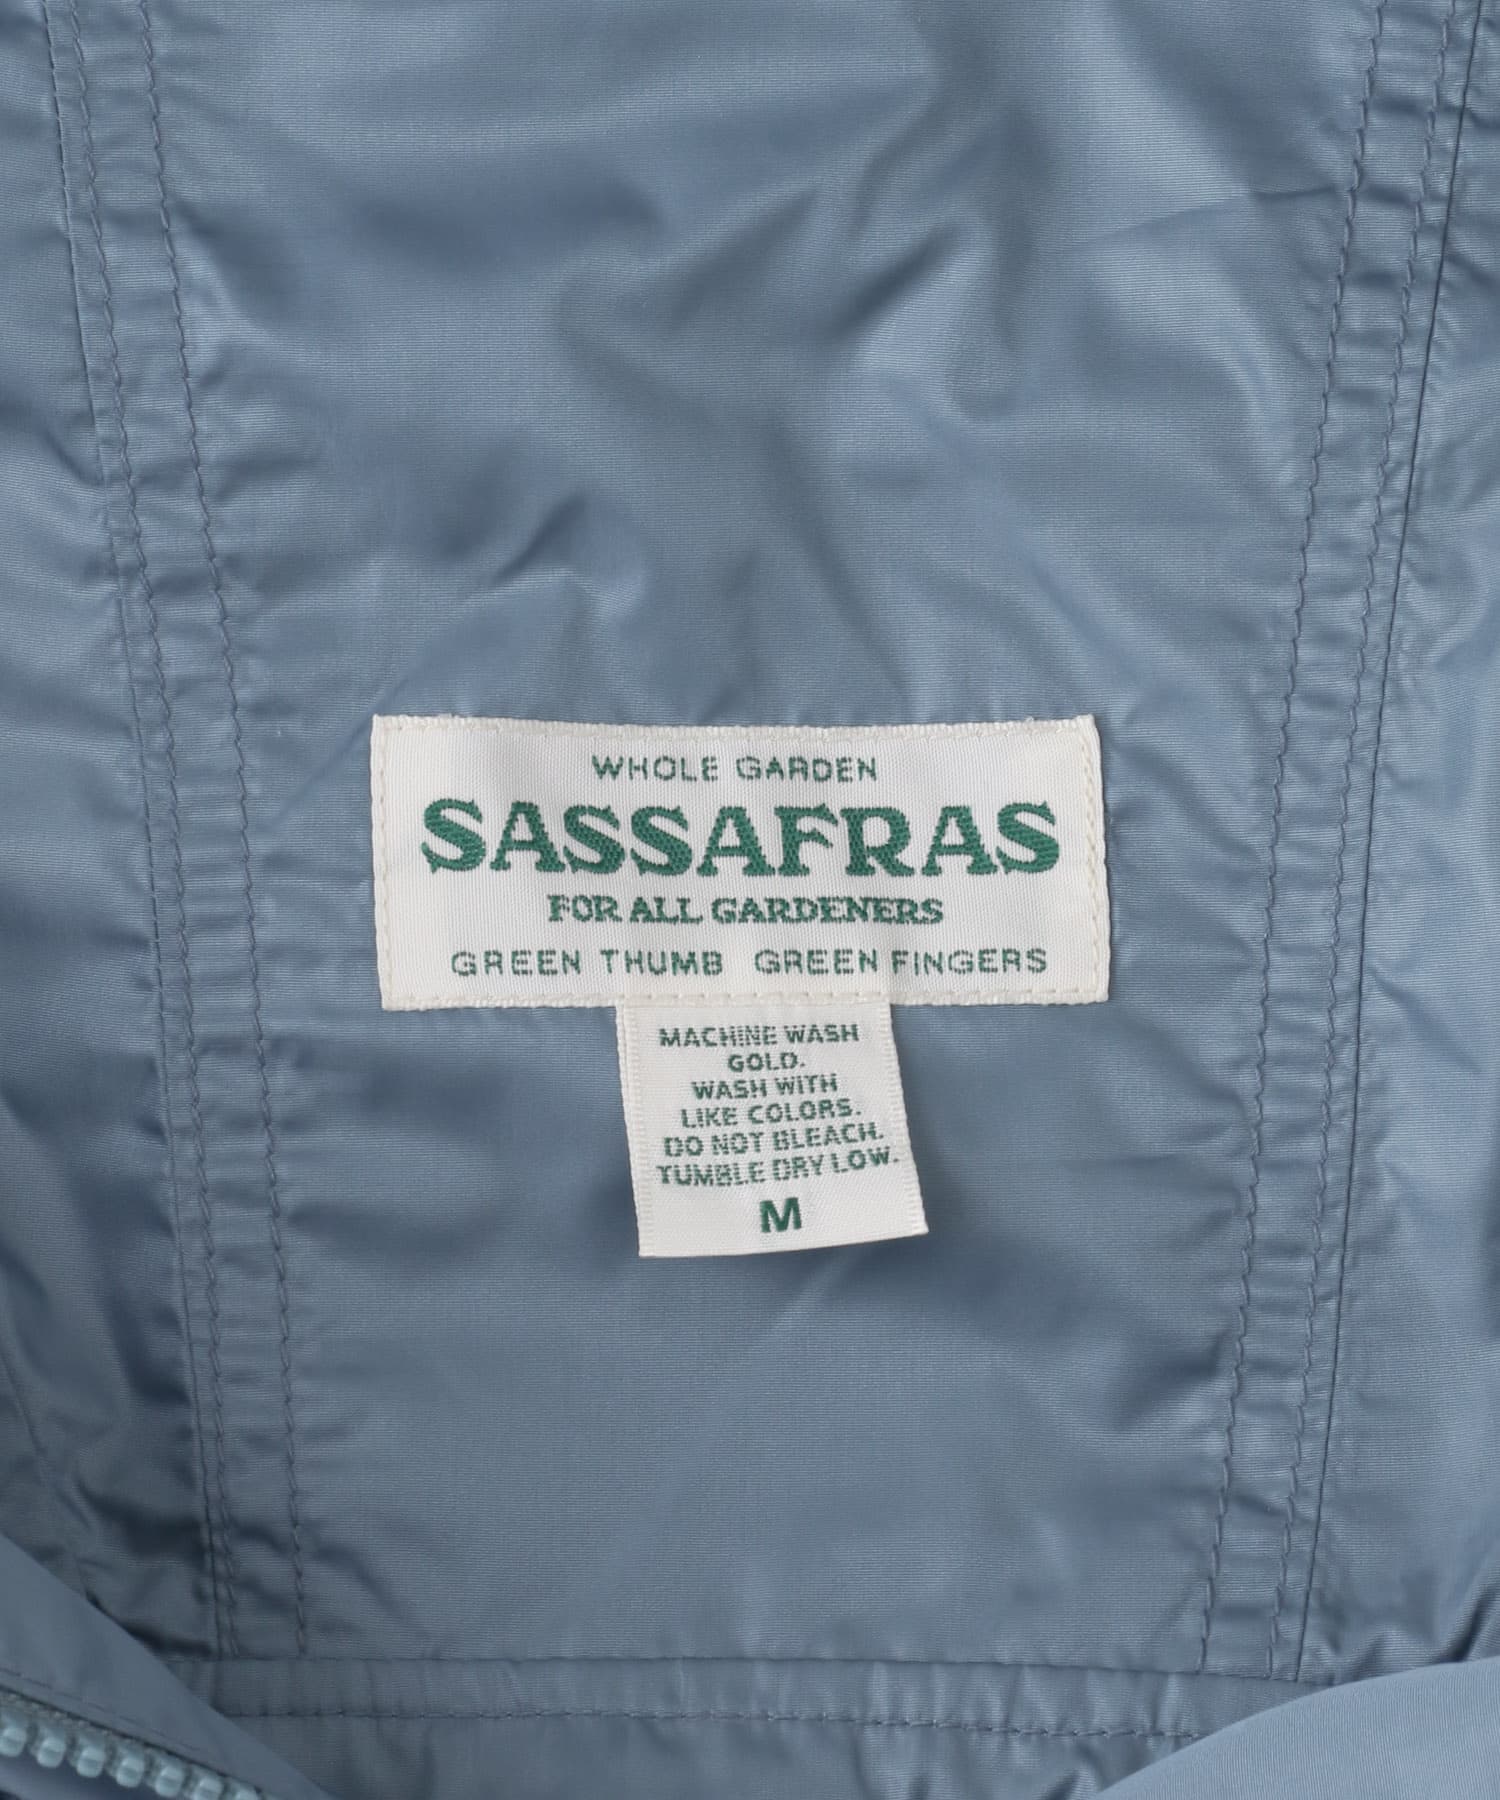 WHOLE GARDEN
SASSAFRAS
FOR ALL GARDENERS
GREEN THUMB GREEN FINGERS
MACHINE WASH
GOLD.
WASH WITH
LIKE COLORS.
DO NOT BLEACH.
TUMBLE DRY LOW.
M